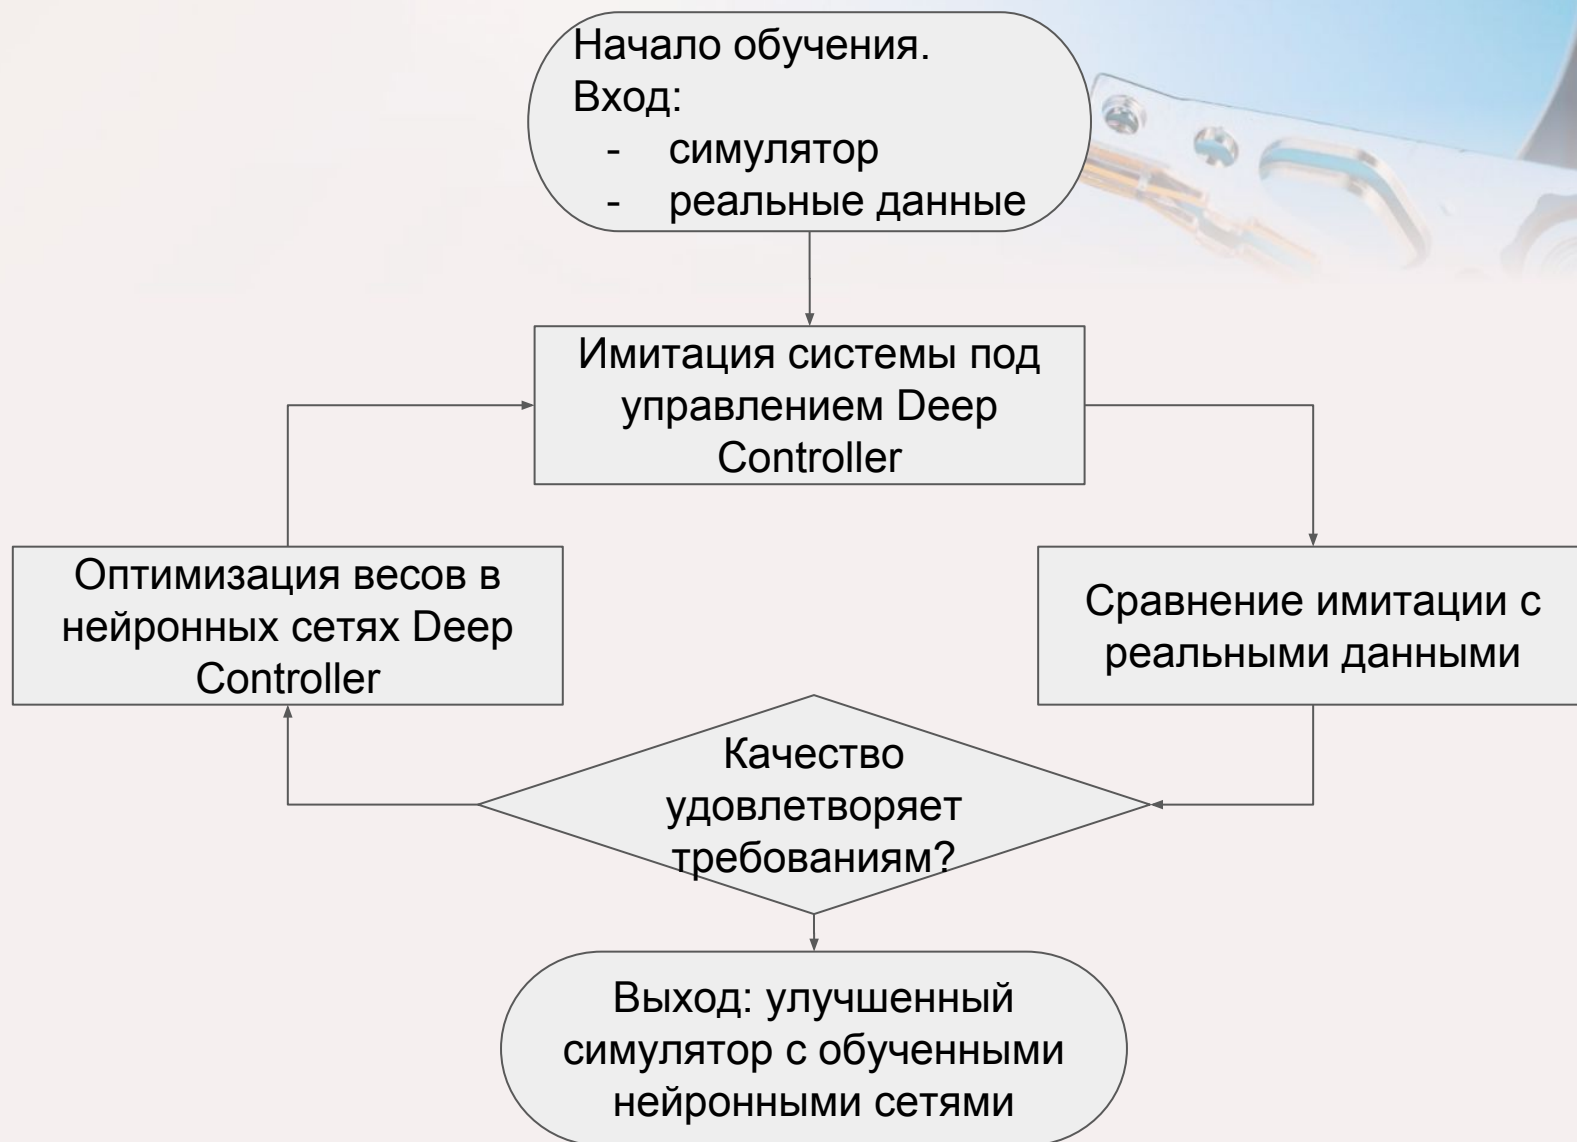 Начало обучения.
Вход:
- симулятор
- реальные данные
Имитация системы под
управлением Deep
Controller
Оптимизация весов в
нейронных сетях Deep
Controller
Сравнение имитации с
реальными данными
Качество
удовлетворяет
требованиям?
Выход: улучшенный
симулятор с обученными
нейронными сетями